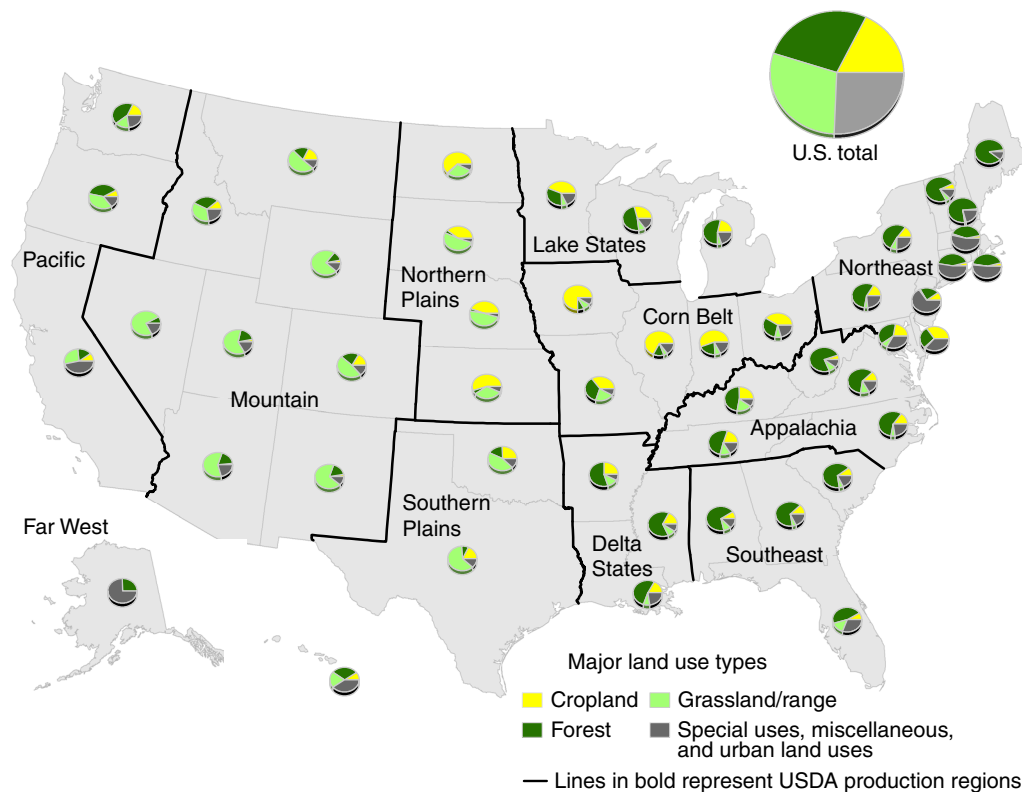 U.S. total
Pacific
Lake States
Northern
Plains
Northeast
Corn Belt
Mountain
Appalachia
Southern
Plains
Far West
Delta
States
Southeast
Major land use types
Cropland
Grassland/range
Forest
Special uses, miscellaneous,
and urban land uses
Lines in bold represent USDA production regions